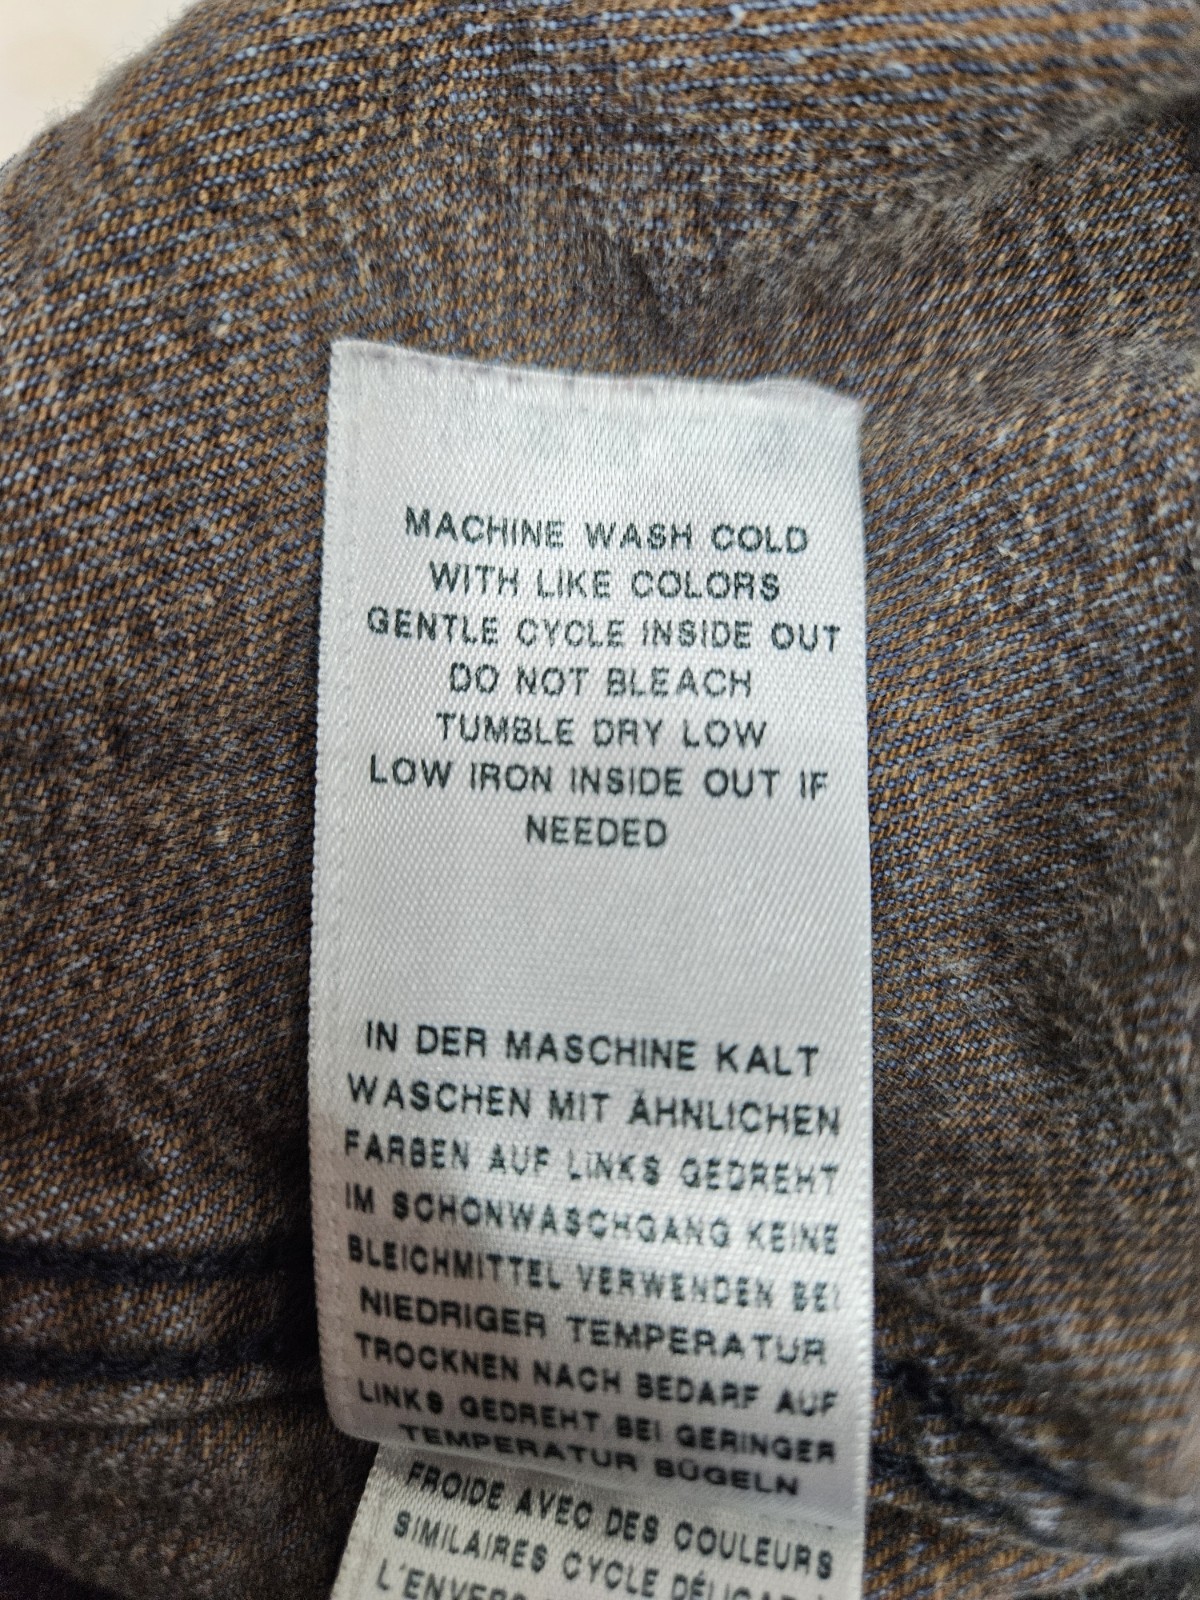 MACHINE WASH COLD
WITH LIKE COLORS
GENTLE CYCLE INSIDE OUT
DO NOT BLEACH
TUMBLE DRY LOW
LOW IRON INSIDE OUT IF
NEEDED
IN DER MASCHINE KALT
WASCHEN MIT ÄHNLICHEN
FARBEN AUF LINKS GEDREHT
IM SCHONWASCHGANG KEINE
BLEICHMITTEL VERWENDEN BEI
NIEDRIGER TEMPERATUR
TROCKNEN NACH BEDARF AUF
LINKS GEDREHT BEI GERINGER
TEMPERATUR BÜGELN
FROIDE AVEC DES COULEURS
SIMILAIRES CYCLE
L'ENVERS